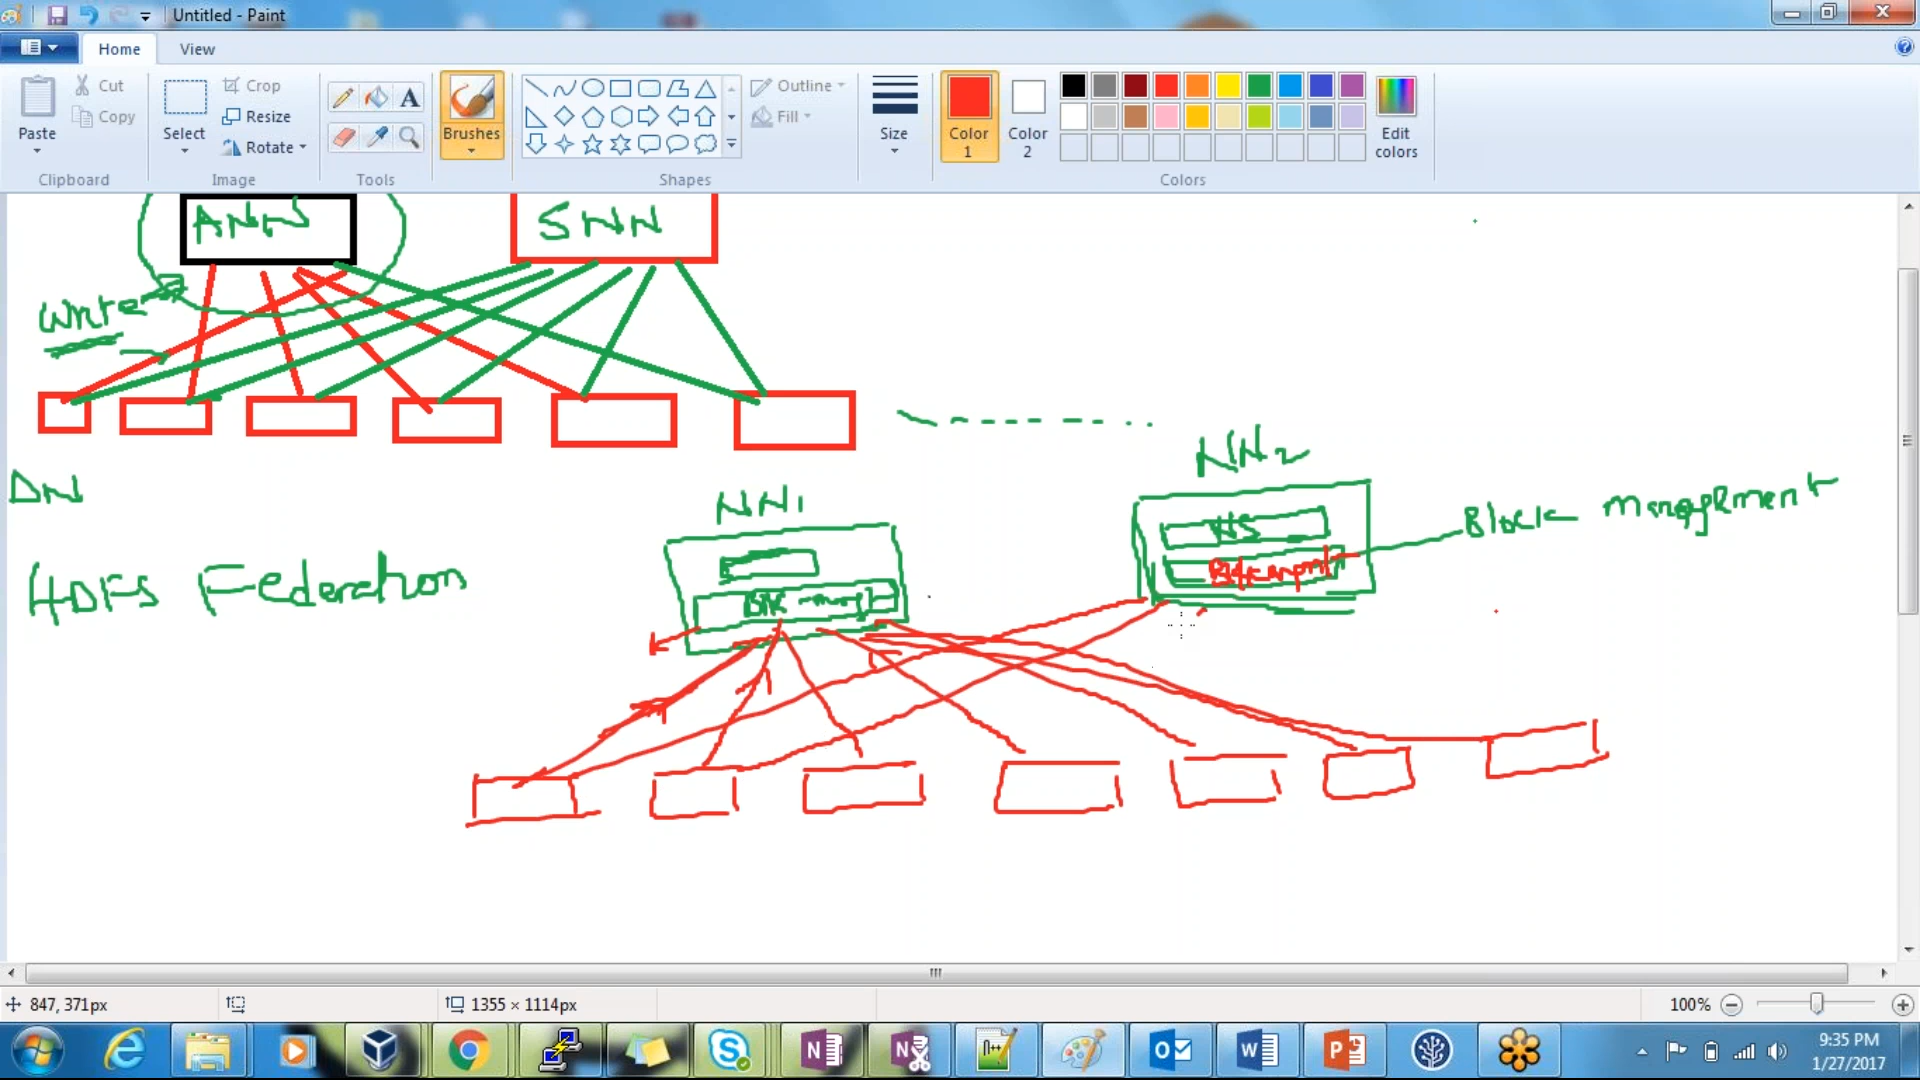 Untitled - Paint
Home View
Paste
Cut
Copy
Clipboard
Select
Crop
Resize
Rotate
Image
Tools
Brushes
Outline
Fill
Shapes
Size
Color 1
Color 2
Edit colors
Colors
ANN SNN
Write
DN
HDFS Federation
NN1
NN2
NS
Block management
847, 371px
1355 × 1114px
100%
9:35 PM
1/27/2017